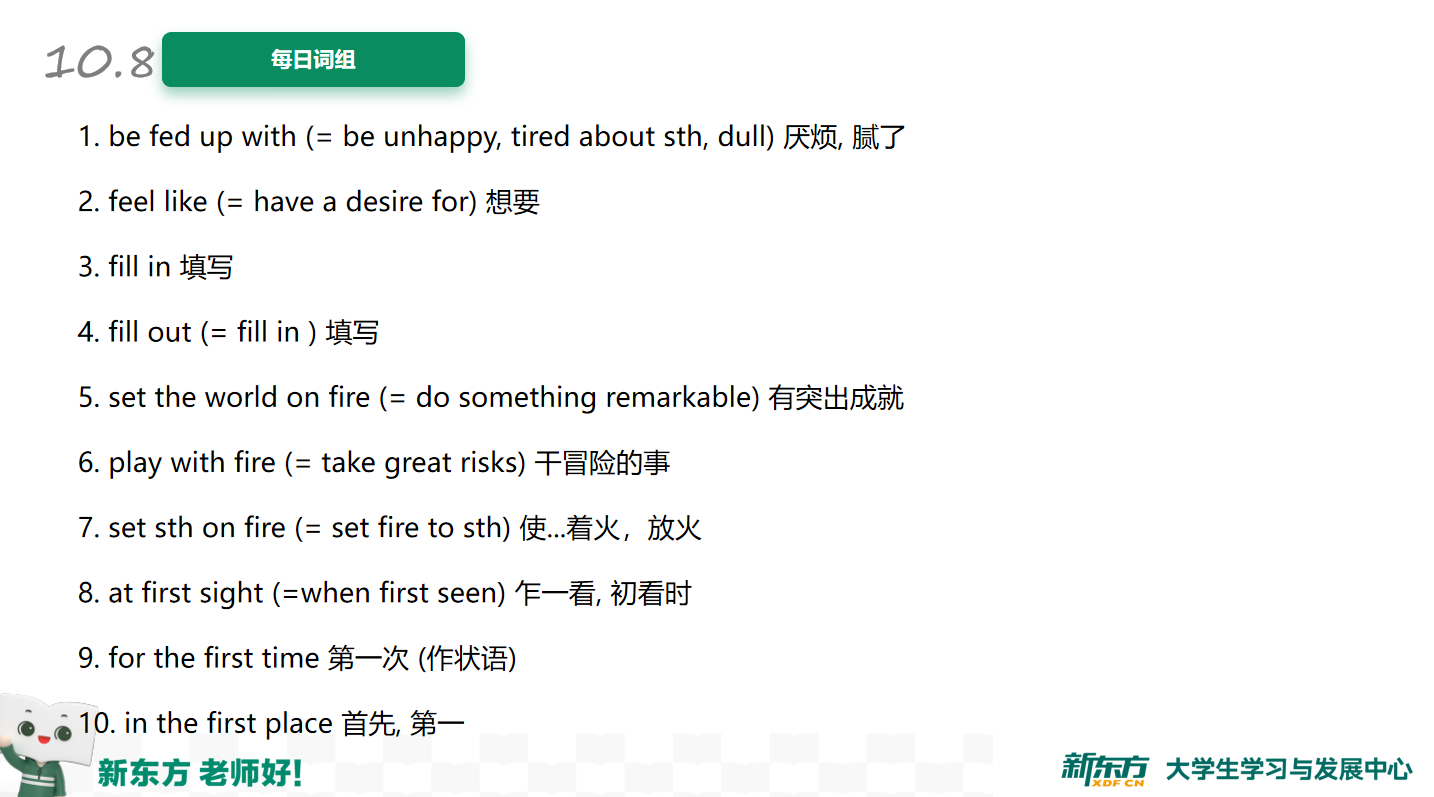 10.8 每日词组
1. be fed up with (= be unhappy, tired about sth, dull) 厌烦, 腻了
2. feel like (= have a desire for) 想要
3. fill in 填写
4. fill out (= fill in ) 填写
5. set the world on fire (= do something remarkable) 有突出成就
6. play with fire (= take great risks) 干冒险的事
7. set sth on fire (= set fire to sth) 使...着火，放火
8. at first sight (=when first seen) 乍一看, 初看时
9. for the first time 第一次 (作状语)
10. in the first place 首先, 第一
新东方 老师好!
新东方 XDF.CN 大学生学习与发展中心